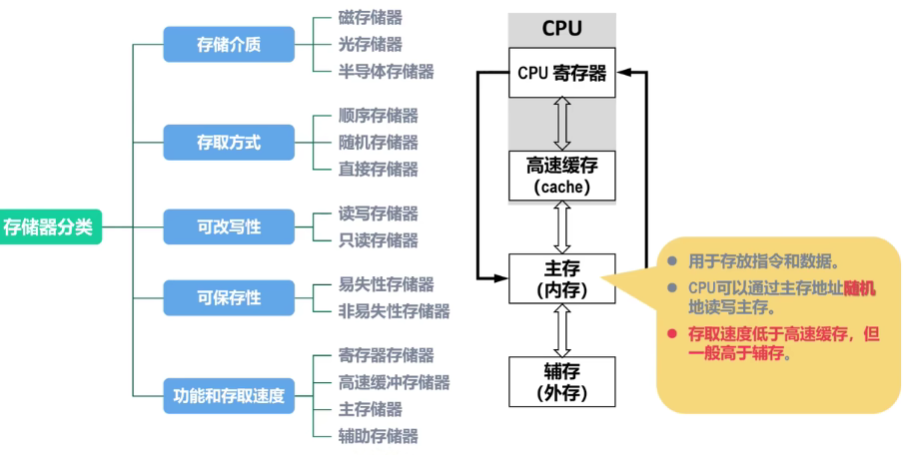 存储器分类
存储介质
磁存储器
光存储器
半导体存储器
存取方式
顺序存储器
随机存储器
直接存储器
可改写性
读写存储器
只读存储器
可保存性
易失性存储器
非易失性存储器
功能和存取速度
寄存器存储器
高速缓冲存储器
主存储器
辅助存储器
CPU
CPU 寄存器
高速缓存
（cache）
主存
（内存）
辅存
（外存）
● 用于存放指令和数据。
● CPU可以通过主存地址随机
地读写主存。
● 存取速度低于高速缓存，但
一般高于辅存。